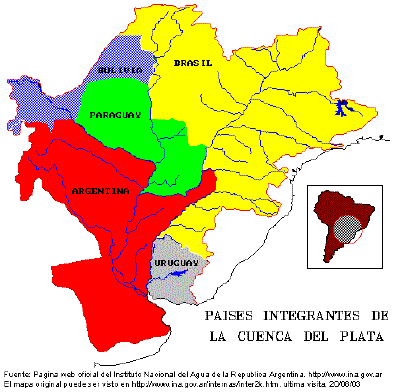 BOLIVIA
BRASIL
PARAGUAY
ARGENTINA
URUGUAY
PAISES INTEGRANTES DE
LA CUENCA DEL PLATA
Fuente: Pagina web oficial del Instituto Nacional del Agua de la Republica Argentina. http://www.ina.gov.ar
El mapa original puede ser visto en http://www.ina.gov.ar/internas/inter2k.htm, ultima visita, 20/08/03